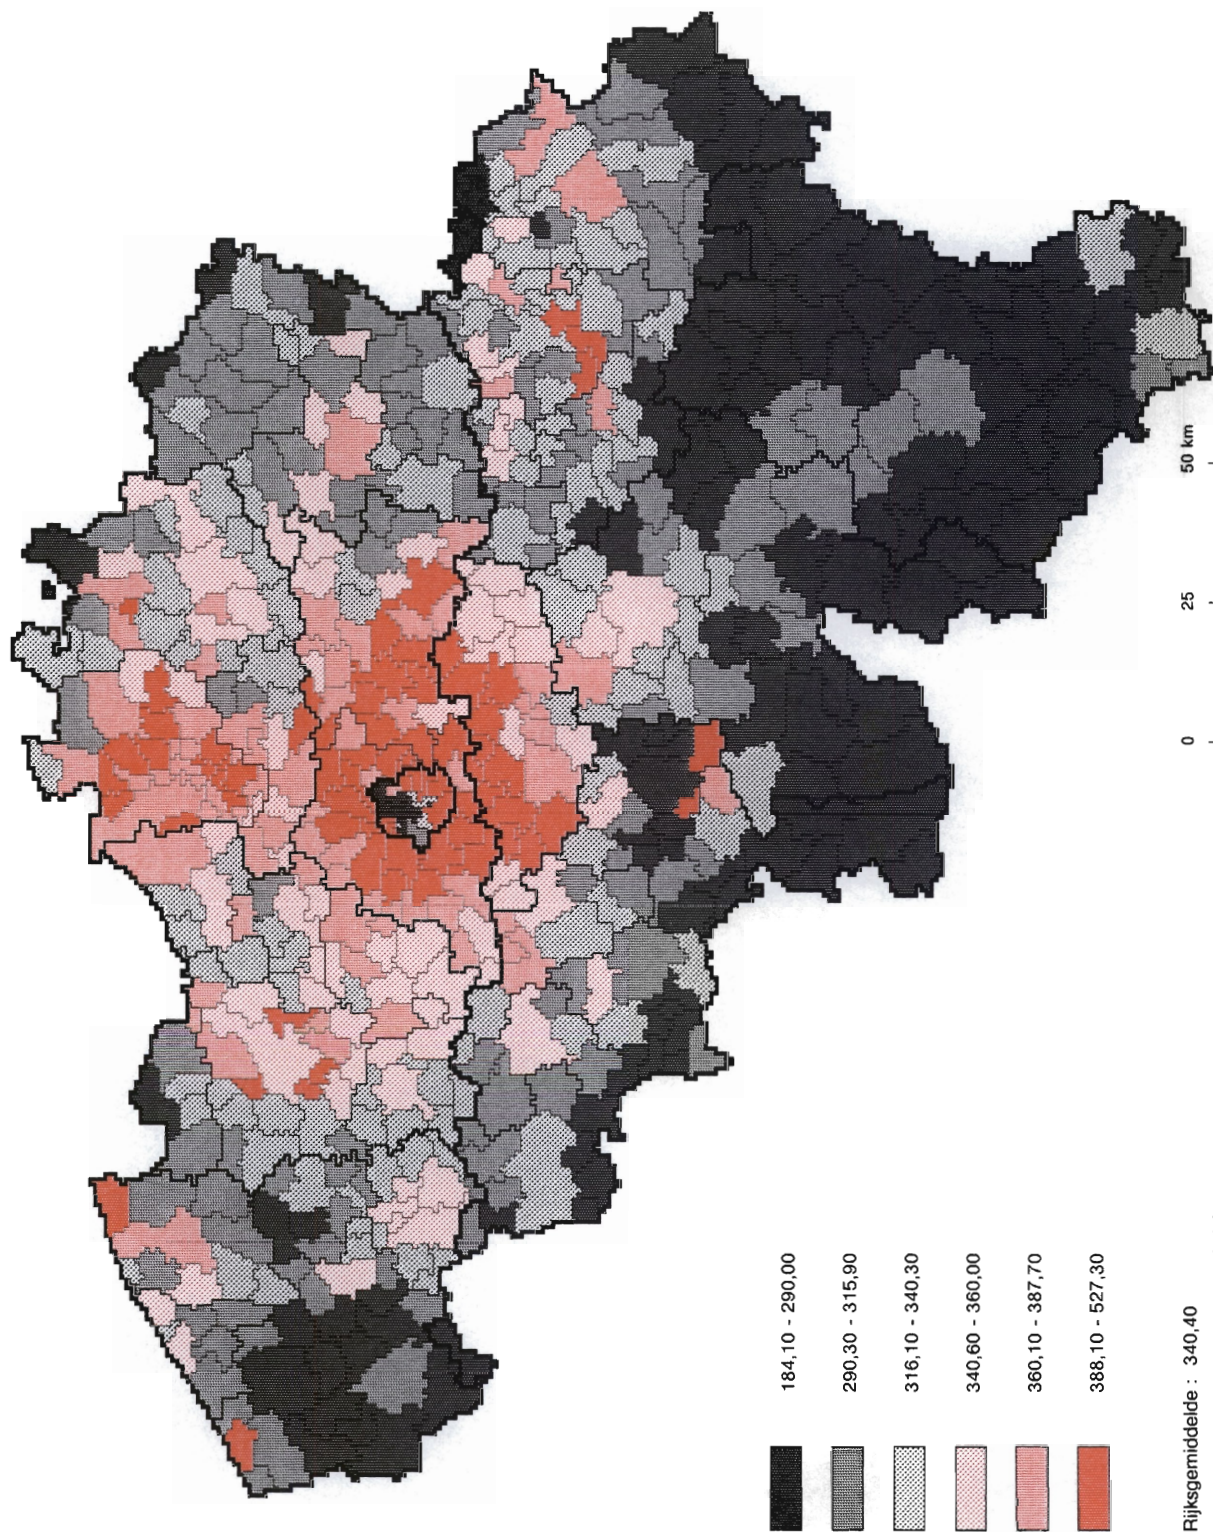 184,10 - 290,00
290,30 - 315,90
316,10 - 340,30
340,60 - 360,00
360,10 - 387,70
388,10 - 527,30
Rijksgemiddelde : 340,40
0 25 50 km